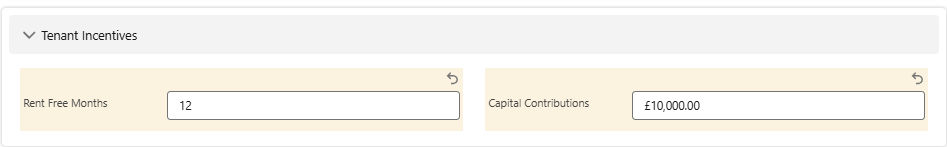 Tenant Incentives
Rent Free Months
12
Capital Contributions
£10,000.00